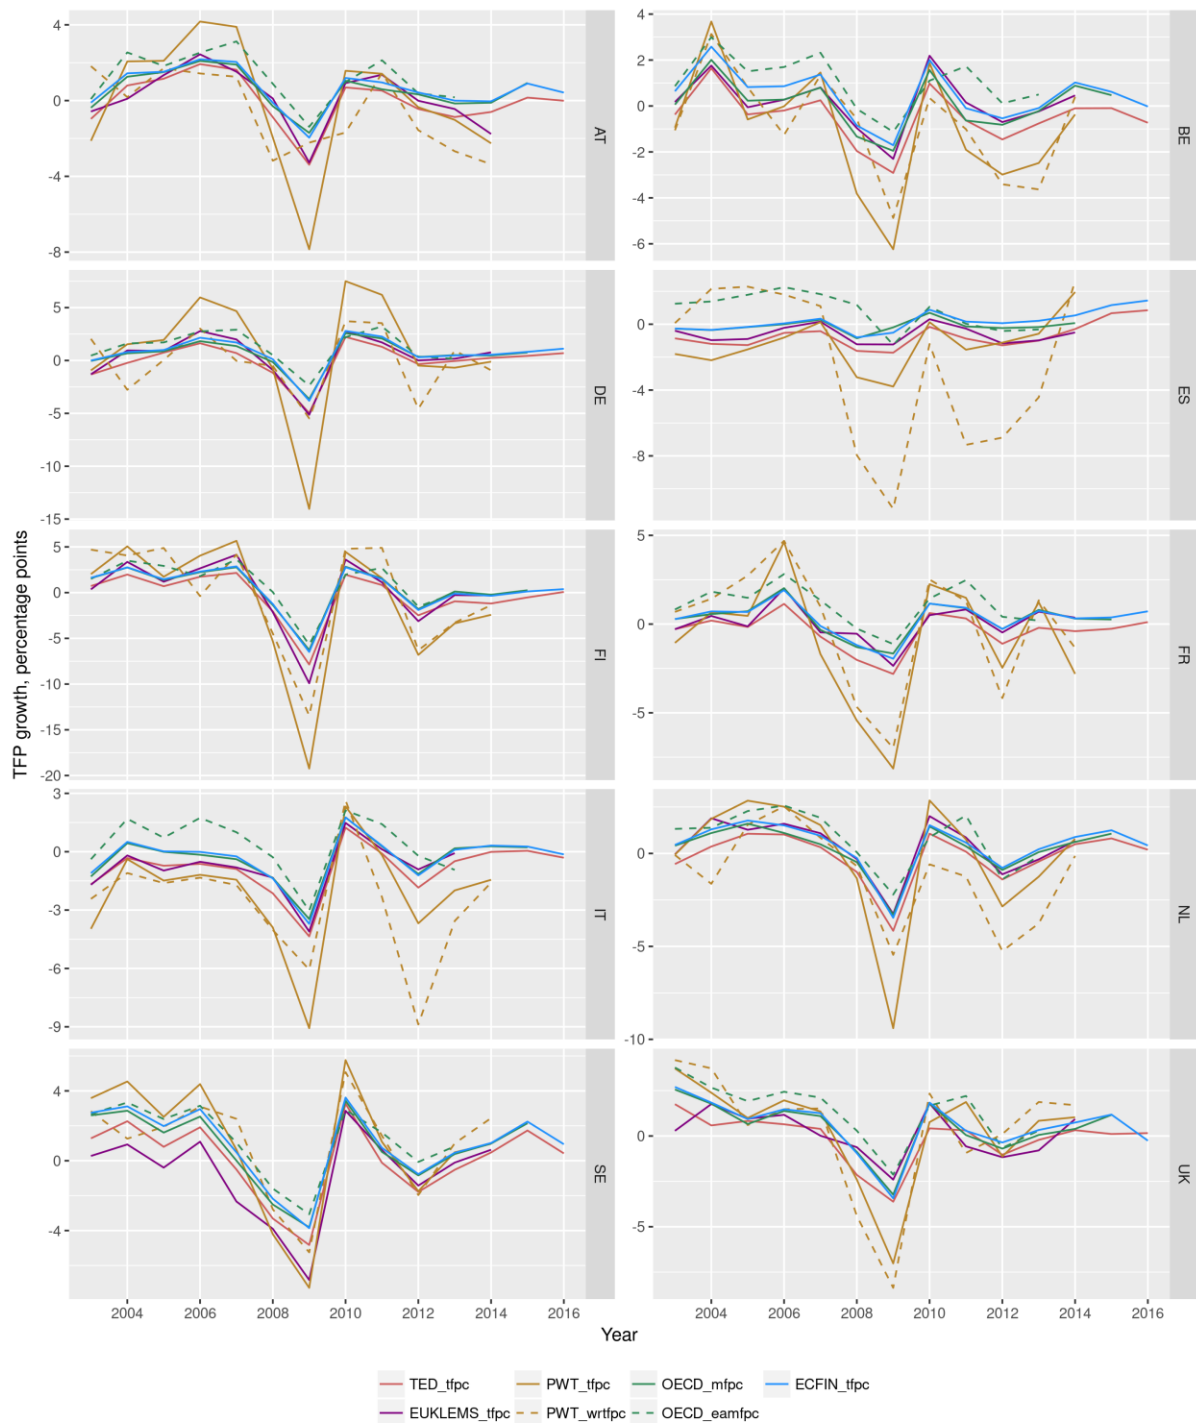 4
0
-4
-8
AT
4
2
0
-2
-4
-6
BE
5
0
-5
-10
-15
DE
0
-4
-8
ES
5
0
-5
-10
-15
-20
FI
5
0
-5
FR
3
0
-3
-6
-9
IT
0
-5
-10
NL
4
0
-4
SE
0
-5
UK
TFP growth, percentage points
2004 2006 2008 2010 2012 2014 2016
2004 2006 2008 2010 2012 2014 2016
Year
TED_tfpc PWT_tfpc OECD_mfpc ECFIN_tfpc
EUKLEMS_tfpc PWT_wrtfpc OECD_eamfpc